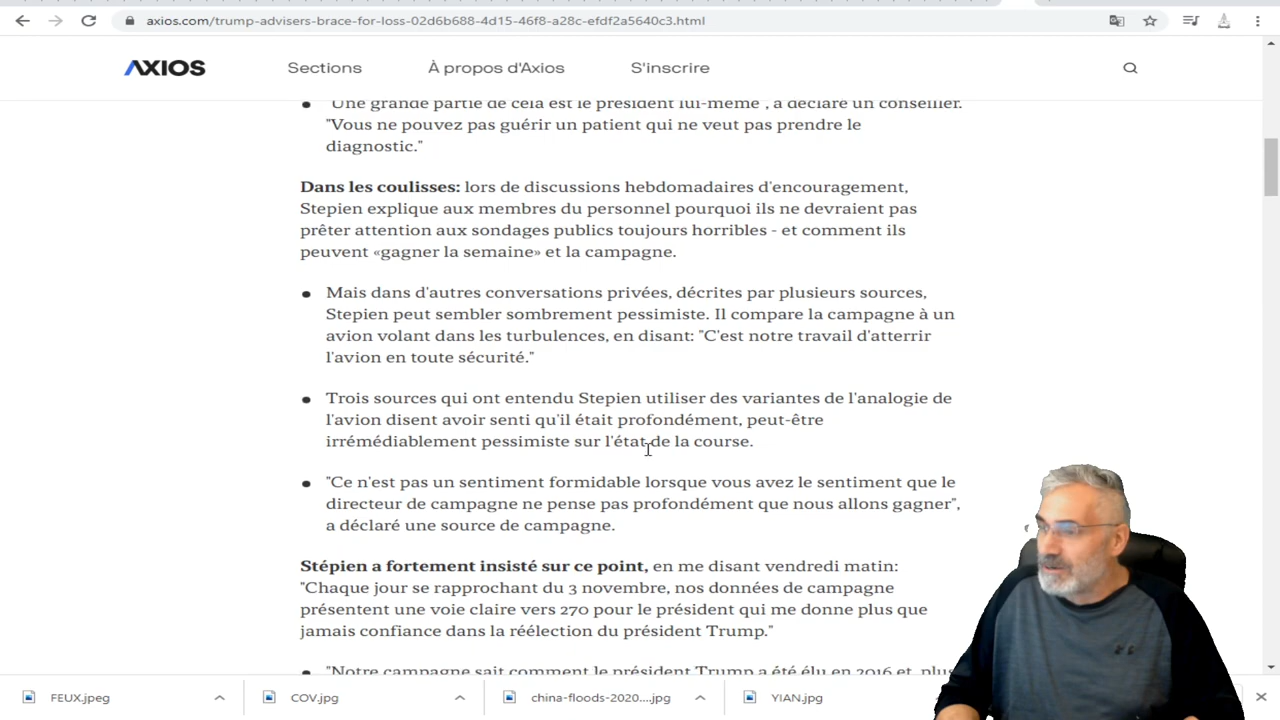 axios.com/trump-advisers-brace-for-loss-02d6b688-4d15-46f8-a28c-efdf2a5640c3.html
AXIOS Sections À propos d'Axios S'inscrire
"Une grande partie de cela est le président lui-même", a déclaré un conseiller.
"Vous ne pouvez pas guérir un patient qui ne veut pas prendre le
diagnostic."
Dans les coulisses: lors de discussions hebdomadaires d'encouragement,
Stepien explique aux membres du personnel pourquoi ils ne devraient pas
prêter attention aux sondages publics toujours horribles - et comment ils
peuvent «gagner la semaine» et la campagne.
Mais dans d'autres conversations privées, décrites par plusieurs sources,
Stepien peut sembler sombrement pessimiste. Il compare la campagne à un
avion volant dans les turbulences, en disant: "C'est notre travail d'atterrir
l'avion en toute sécurité."
Trois sources qui ont entendu Stepien utiliser des variantes de l'analogie de
l'avion disent avoir senti qu'il était profondément, peut-être
irrémédiablement pessimiste sur l'état de la course.
"Ce n'est pas un sentiment formidable lorsque vous avez le sentiment que le
directeur de campagne ne pense pas profondément que nous allons gagner",
a déclaré une source de campagne.
Stépien a fortement insisté sur ce point, en me disant vendredi matin:
"Chaque jour se rapprochant du 3 novembre, nos données de campagne
présentent une voie claire vers 270 pour le président qui me donne plus que
jamais confiance dans la réélection du président Trump."
"Notre campagne sait comment le président Trump a été élu en 2016 et, plus
FEUX.jpeg COV.jpg china-floods-2020....jpg YIAN.jpg